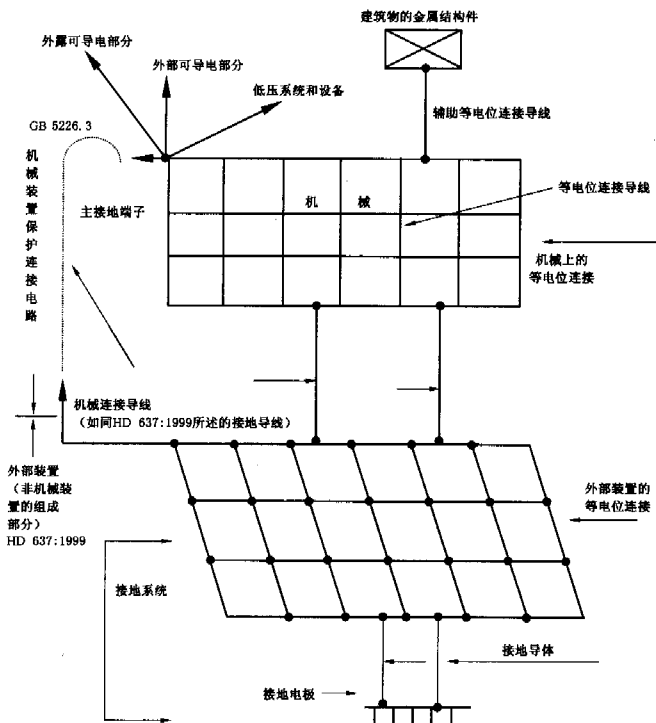 建筑物的金属结构件
外露可导电部分
外部可导电部分
低压系统和设备
辅助等电位连接导线
GB 5226.3
机械装置保护连接电路
主接地端子
机 械
等电位连接导线
机械上的
等电位连接
机械连接导线
（如同HD 637:1999所述的接地导线）
外部装置
（非机械装
置的组成
部分）
HD 637:1999
外部装置的
等电位连接
接地系统
接地导体
接地电极